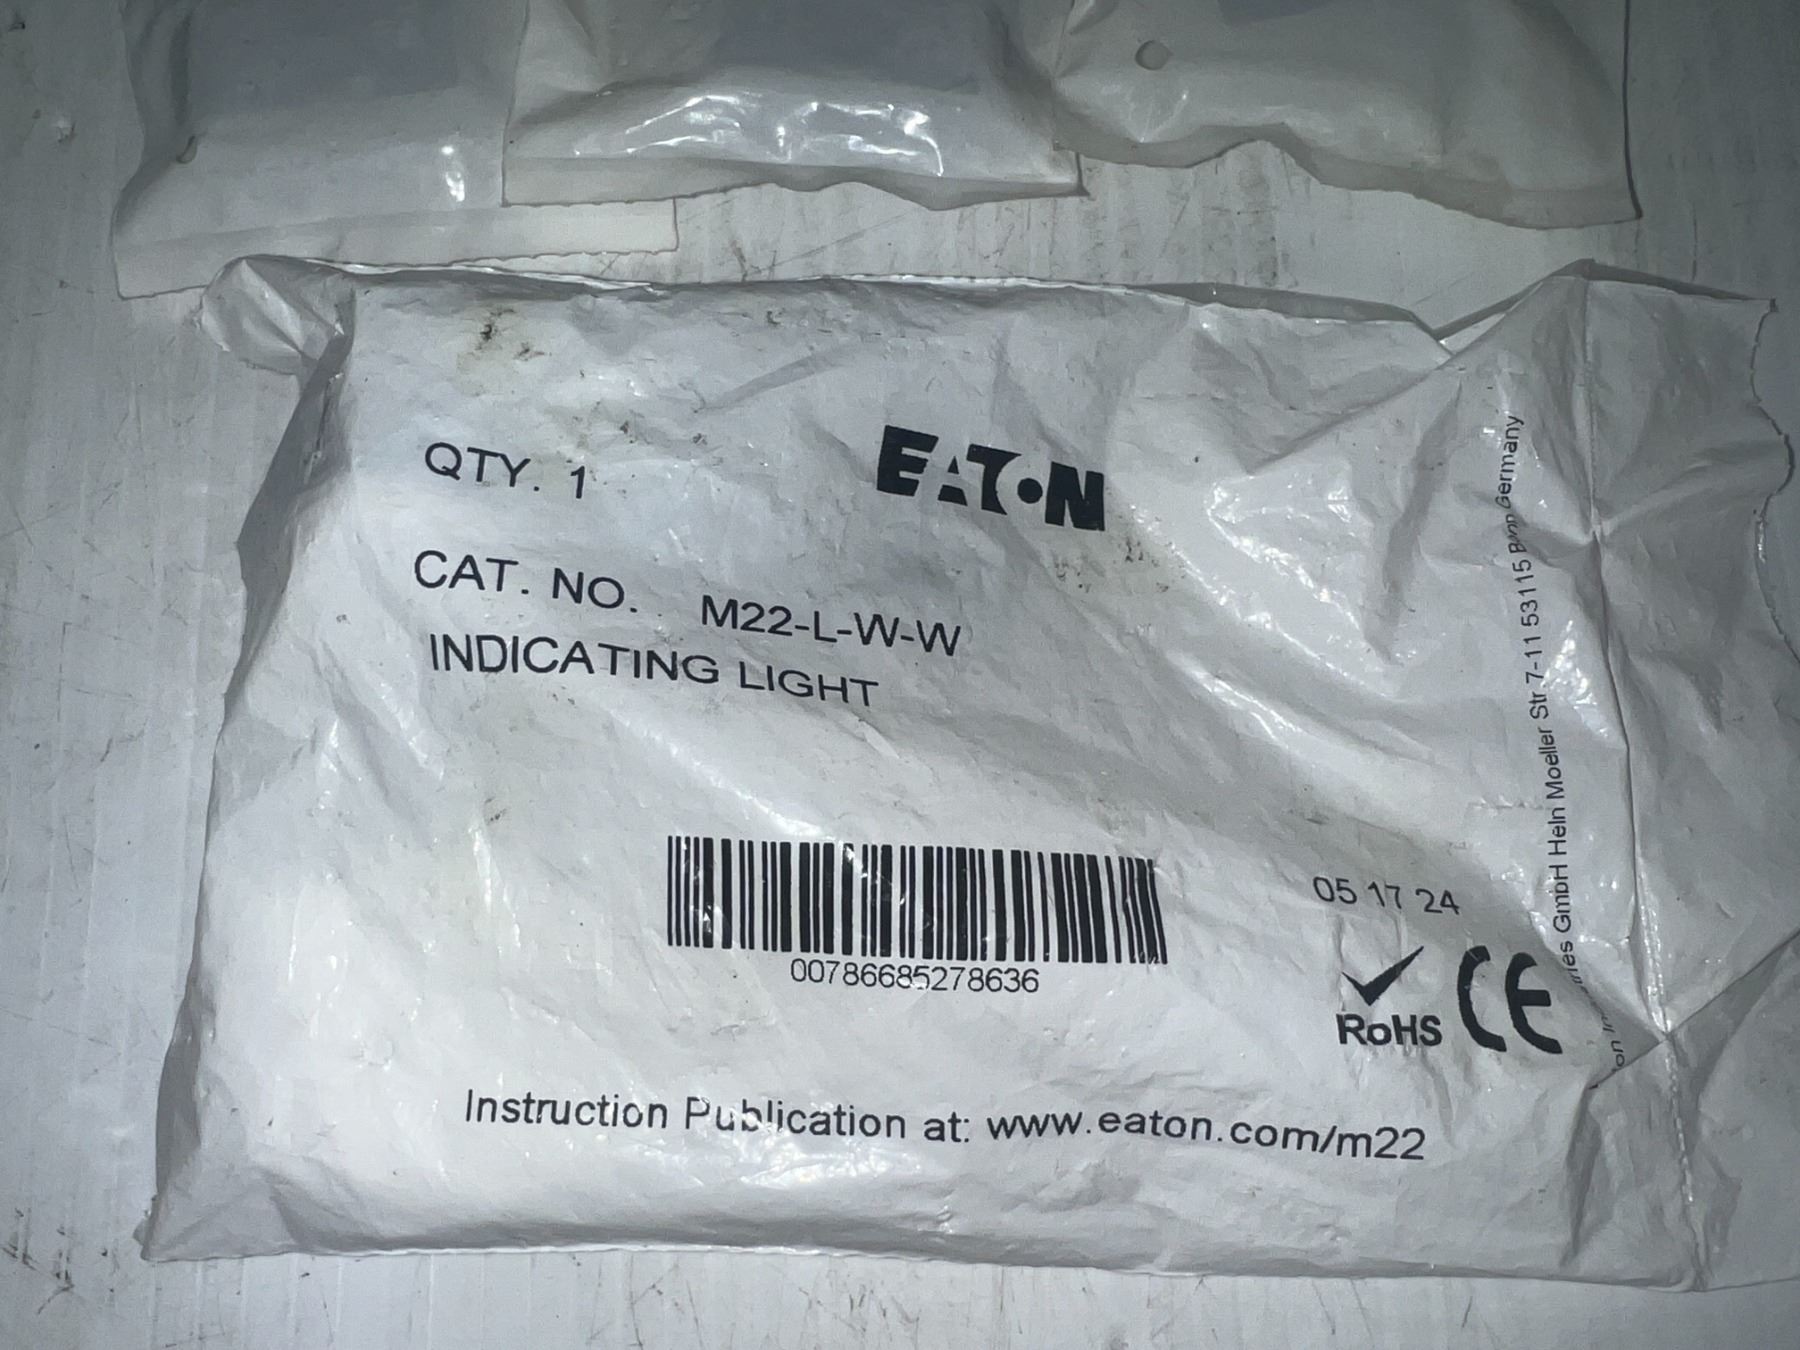 QTY. 1
EATON
CAT. NO. M22-L-W-W
INDICATING LIGHT
00786685278636
05 17 24
RoHS CE
Instruction Publication at: www.eaton.com/m22
GmbH Hein Moeller Str 7-11 53115 Bonn Germany